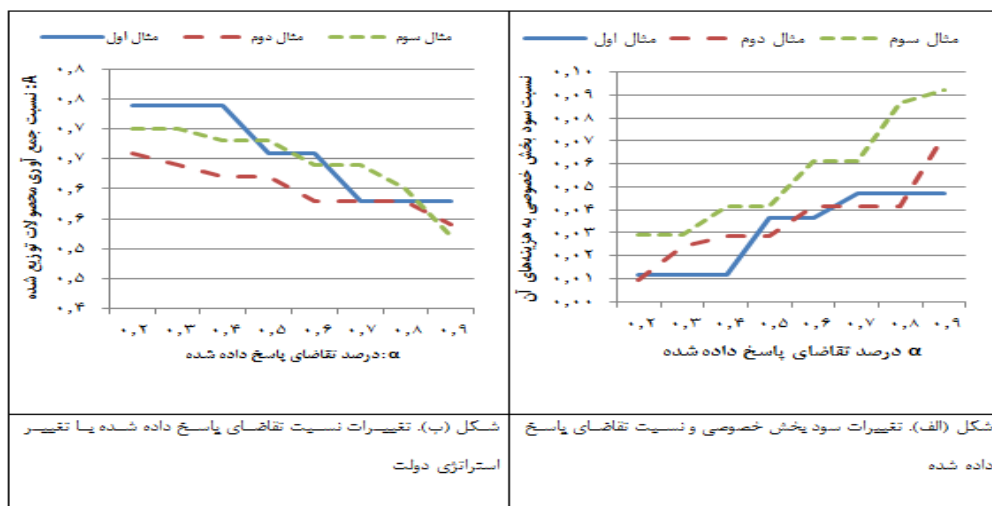 مثال اول
مثال دوم
مثال سوم
نسبت سود بخش خصوصی به هزینه‌های آن
۰,۱۰
۰,۰۹
۰,۰۸
۰,۰۷
۰,۰۶
۰,۰۵
۰,۰۴
۰,۰۳
۰,۰۲
۰,۰۱
۰,۰۰
۰,۲ ۰,۳ ۰,۴ ۰,۵ ۰,۶ ۰,۷ ۰,۸ ۰,۹
α درصد تقاضای پاسخ داده شده
شکل (الف). تغییرات سود بخش خصوصی و نسبت تقاضای پاسخ
داده شده
مثال اول
مثال دوم
مثال سوم
A: نسبت جمع آوری محصولات توزیع شده
۰,۸
۰,۸
۰,۷
۰,۷
۰,۶
۰,۶
۰,۵
۰,۵
۰,۴
۰,۲ ۰,۳ ۰,۴ ۰,۵ ۰,۶ ۰,۷ ۰,۸ ۰,۹
α: درصد تقاضای پاسخ داده شده
شکل (ب). تغییرات نسبت تقاضای پاسخ داده شده با تغییر
استراتژی دولت